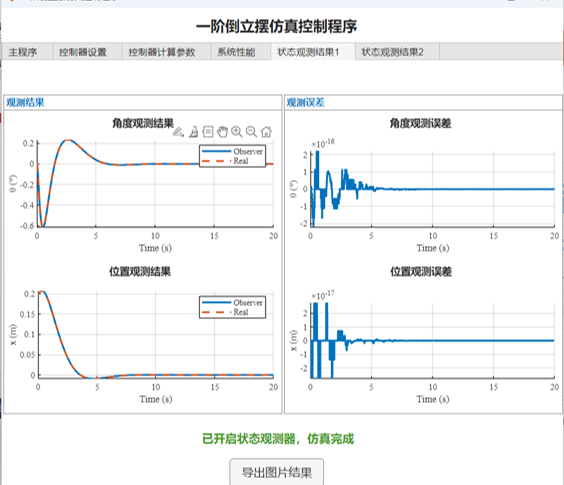 一阶倒立摆仿真控制程序
主程序 控制器设置 控制器计算参数 系统性能 状态观测结果1 状态观测结果2
观测结果
角度观测结果
0.2
0
-0.2
-0.4
-0.6
θ (°)
Observer
Real
0 5 10 15 20
Time (s)
位置观测结果
0.2
0.15
0.1
0.05
0
x (m)
Observer
Real
0 5 10 15 20
Time (s)
观测误差
角度观测误差
×10⁻¹⁶
2
1
0
-1
-2
θ (°)
0 5 10 15 20
Time (s)
位置观测误差
×10⁻¹⁷
2
1
0
-1
-2
x (m)
0 5 10 15 20
Time (s)
已开启状态观测器，仿真完成
导出图片结果